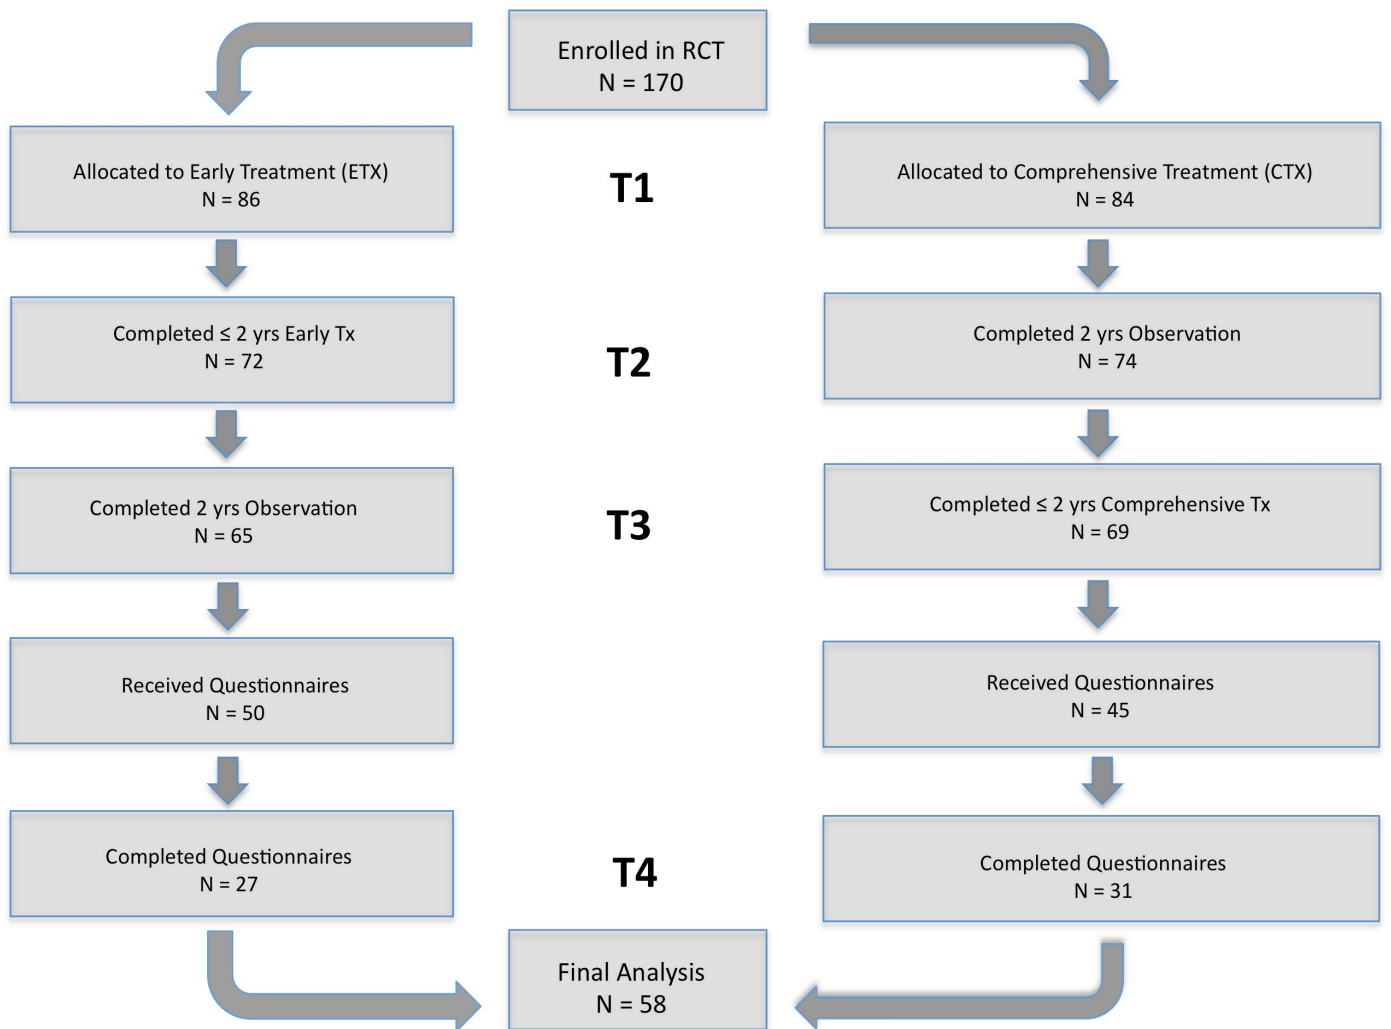 Enrolled in RCT
N = 170
Allocated to Early Treatment (ETX)
N = 86
T1
Allocated to Comprehensive Treatment (CTX)
N = 84
Completed ≤ 2 yrs Early Tx
N = 72
T2
Completed 2 yrs Observation
N = 74
Completed 2 yrs Observation
N = 65
T3
Completed ≤ 2 yrs Comprehensive Tx
N = 69
Received Questionnaires
N = 50
Received Questionnaires
N = 45
Completed Questionnaires
N = 27
T4
Completed Questionnaires
N = 31
Final Analysis
N = 58